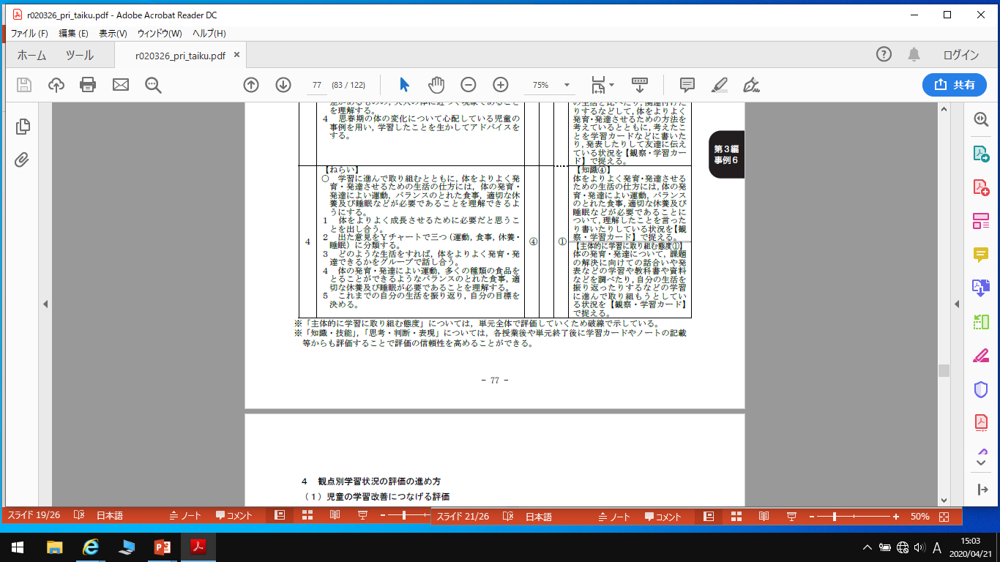 r020326_pri_taiku.pdf - Adobe Acrobat Reader DC
ファイル(F) 編集(E) 表示(V) ウィンドウ(W) ヘルプ(H)
ホーム ツール r020326_pri_taiku.pdf × ログイン
77 (83 / 122) 75% 共有
を理解する。
4 思春期の体の変化について心配している児童の
事例を用い,学習したことを生かしてアドバイスを
する。
の生活と比べたり,関連付けた
りするなどして,体をよりよく
発育・発達させるための方法を
考えているとともに,考えたこ
とを学習カードなどに書いた
り,発表したりして友達に伝え
ている状況を【観察・学習カー
ド】で捉える。
第3編
事例6
4
【ねらい】
○ 学習に進んで取り組むとともに,体をよりよく発
育・発達させるための生活の仕方には,体の発育・
発達によい運動,バランスのとれた食事,適切な休
養及び睡眠などが必要であることを理解できるよ
うにする。
1 体をよりよく成長させるために必要だと思うこ
とを出し合う。
2 出た意見をYチャートで三つ(運動,食事,休養・
睡眠)に分類する。
3 どのような生活をすれば,体をよりよく発育・発
達できるかをグループで話し合う。
4 体の発育・発達によい運動,多くの種類の食品を
とることができるようなバランスのとれた食事,適
切な休養及び睡眠が必要であることを理解する。
5 これまでの自分の生活を振り返り,自分の目標を
決める。
④
①
【知識④】
体をよりよく発育・発達させる
ための生活の仕方には,体の発
育・発達によい運動,バランス
のとれた食事,適切な休養及び
睡眠などが必要であることに
ついて,理解したことを言った
り書いたりしている状況を【観
察・学習カード】で捉える。
【主体的に学習に取り組む態度①】
体の発育・発達について,課題
の解決に向けての話合いや発
表などの学習や教科書や資料
などを調べたり,自分の生活を
振り返ったりするなどの学習
に進んで取り組もうとしてい
る状況を【観察・学習カード】
で捉える。
※「主体的に学習に取り組む態度」については,単元全体で評価していくため破線で示している。
※「知識・技能」,「思考・判断・表現」については,各授業後や単元終了後に学習カードやノートの記載
等からも評価することで評価の信頼性を高めることができる。
- 77 -
4 観点別学習状況の評価の進め方
(1)児童の学習改善につなげる評価
スライド 19/26 日本語 ノート コメント スライド 21/26 日本語 ノート コメント 50%
A 15:03
2020/04/21